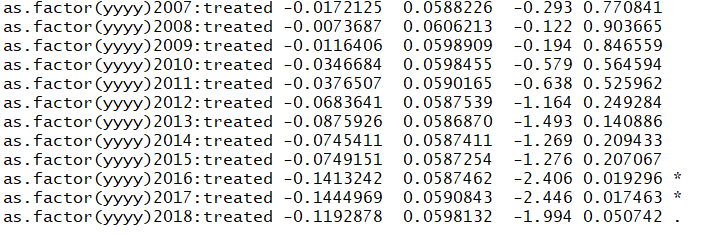 as.factor(yyyy)2007:treated -0.0172125 0.0588226 -0.293 0.770841
as.factor(yyyy)2008:treated -0.0073687 0.0606213 -0.122 0.903665
as.factor(yyyy)2009:treated -0.0116406 0.0598909 -0.194 0.846559
as.factor(yyyy)2010:treated -0.0346684 0.0598455 -0.579 0.564594
as.factor(yyyy)2011:treated -0.0376507 0.0590165 -0.638 0.525962
as.factor(yyyy)2012:treated -0.0683641 0.0587539 -1.164 0.249284
as.factor(yyyy)2013:treated -0.0875926 0.0586870 -1.493 0.140886
as.factor(yyyy)2014:treated -0.0745411 0.0587411 -1.269 0.209433
as.factor(yyyy)2015:treated -0.0749151 0.0587254 -1.276 0.207067
as.factor(yyyy)2016:treated -0.1413242 0.0587462 -2.406 0.019296 *
as.factor(yyyy)2017:treated -0.1444969 0.0590843 -2.446 0.017463 *
as.factor(yyyy)2018:treated -0.1192878 0.0598132 -1.994 0.050742 .